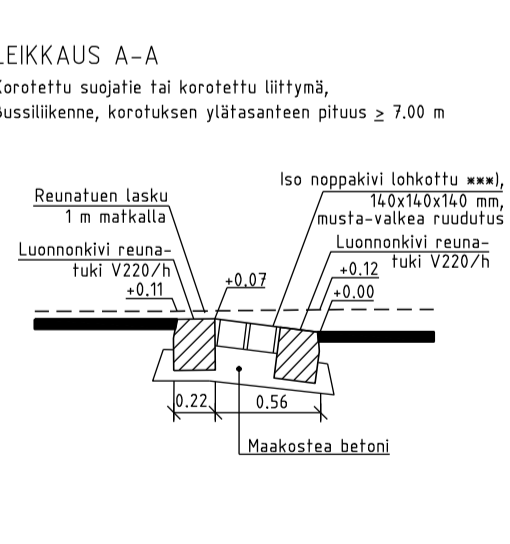 LEIKKAUS A-A
Korotettu suojatie tai korotettu liittymä,
Bussiliikenne, korotuksen ylätasanteen pituus ≥ 7.00 m
Iso noppakivi lohkottu ***),
140x140x140 mm,
musta-valkea ruudutus
Reunatuen lasku
1 m matkalla
Luonnonkivi reuna-
tuki V220/h
Luonnonkivi reuna-
tuki V220/h
+0.11
+0.07
+0.12
+0.00
0.22
0.56
Maakostea betoni